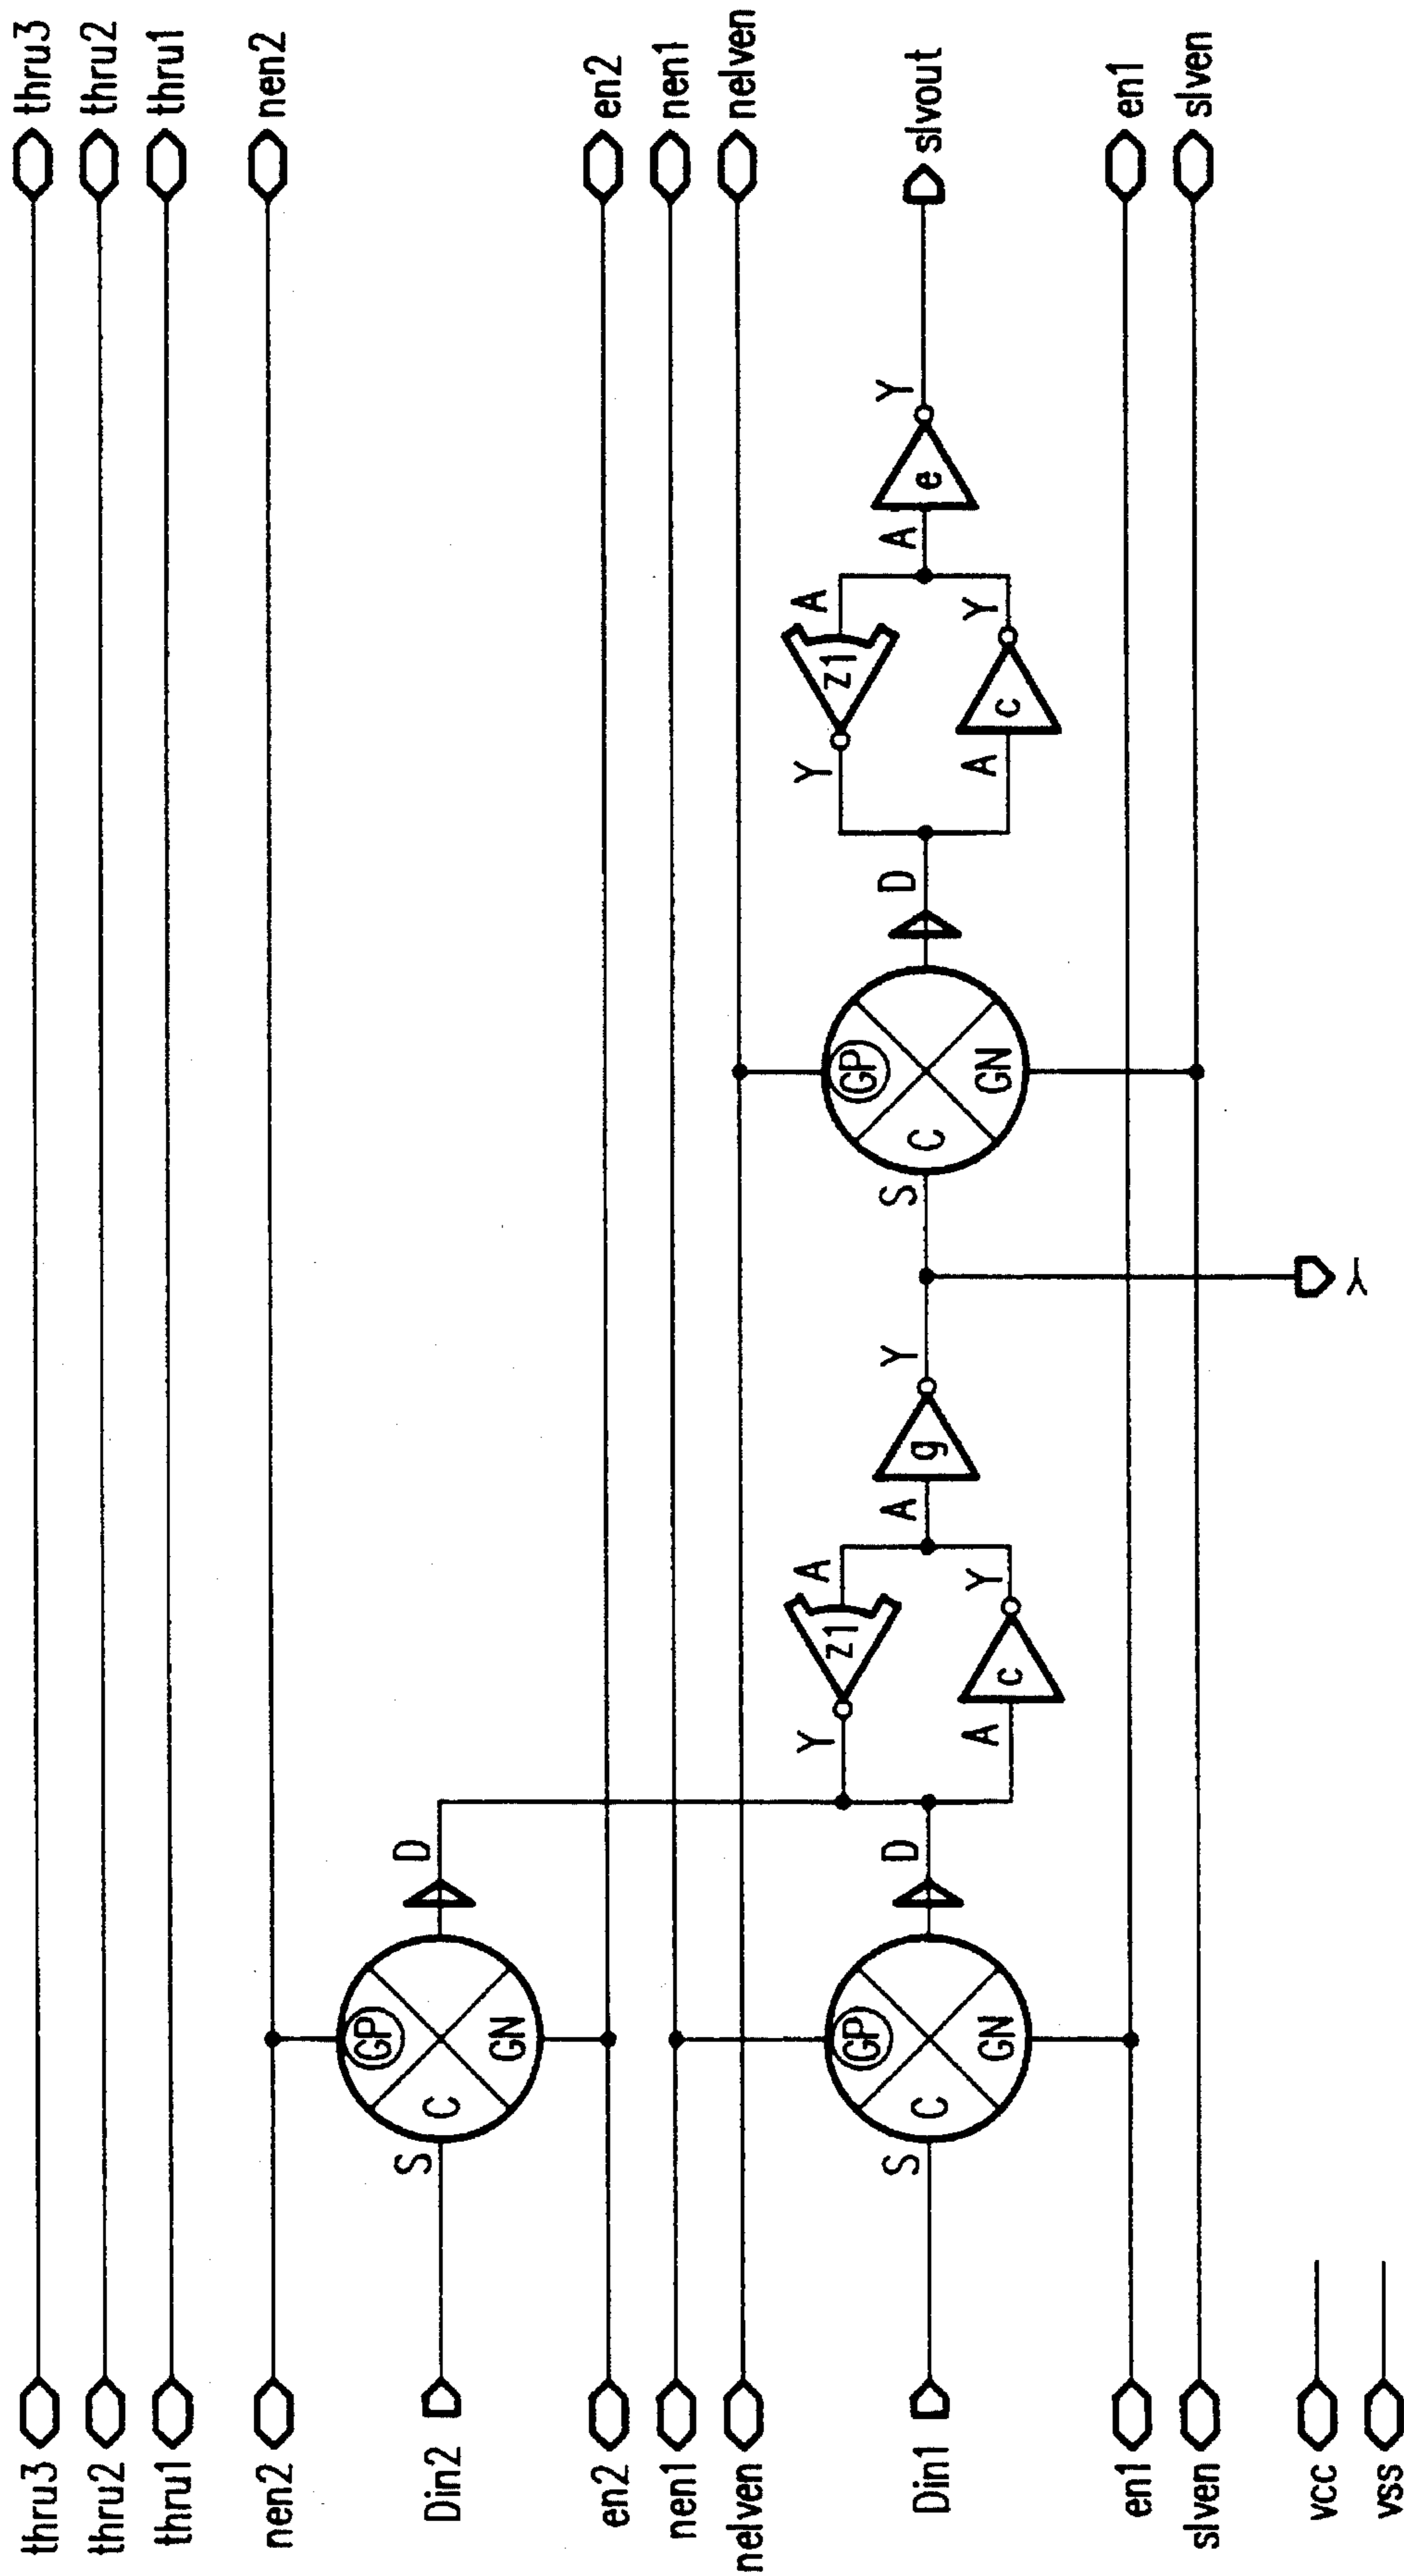 thru3
thru3
thru2
thru2
thru1
thru1
nen2
nen2
GP
S
C
D
GN
Din2
en2
en2
nen1
nen1
nelven
nelven
GP
S
C
D
GN
Din1
Y
z1
A
A
c
Y
A
g
Y
Y
GP
S
C
D
GN
Y
z1
A
A
c
Y
A
e
Y
slvout
en1
en1
slven
slven
vcc
vss